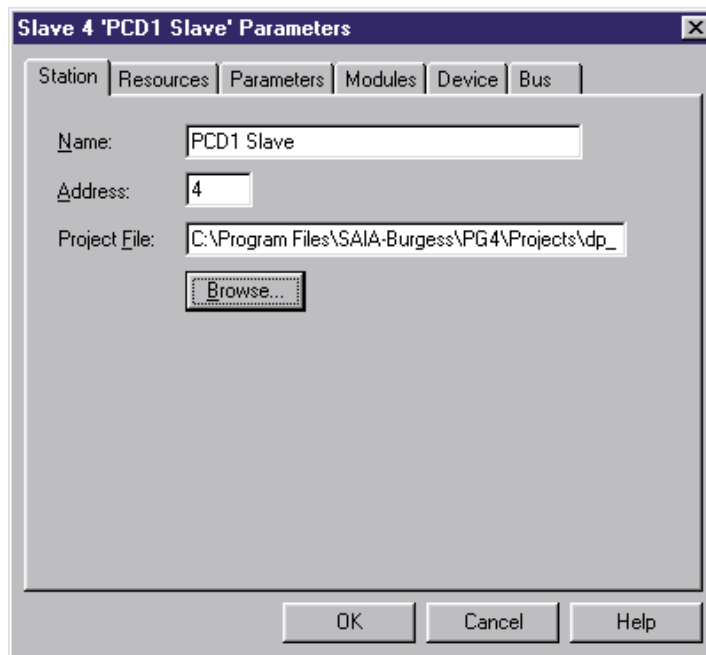 Slave 4 'PCD1 Slave' Parameters
Station Resources Parameters Modules Device Bus
Name: PCD1 Slave
Address: 4
Project File: C:\Program Files\SAIA-Burgess\PG4\Projects\dp_
Browse...
OK Cancel Help